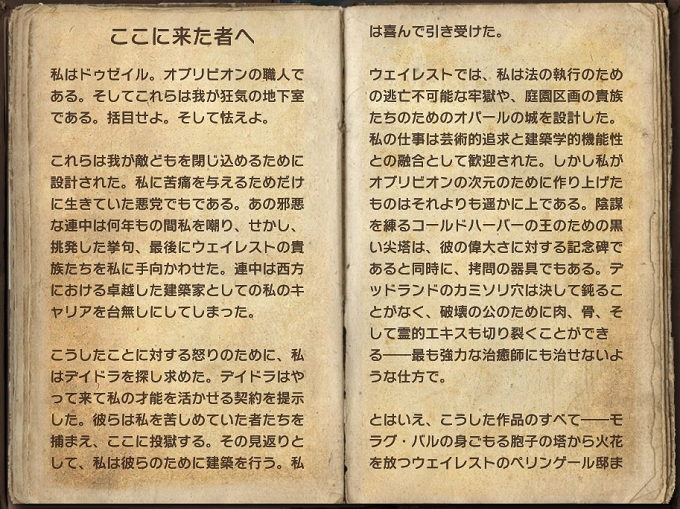 ここに来た者へ
私はドゥゼイル。オブリビオンの職人で
ある。そしてこれらは我が狂気の地下室
である。括目せよ。そして怯えよ。
これらは我が敵どもを閉じ込めるために
設計された。私に苦痛を与えるためだけ
に生きていた悪党でもである。あの邪悪
な連中は何年もの間私を嘲り、せかし、
挑発した挙句、最後にウェイレストの貴
族たちを私に手向かわせた。連中は西方
における卓越した建築家としての私のキ
ャリアを台無しにしてしまった。
こうしたことに対する怒りのために、私
はデイドラを探し求めた。デイドラはや
って来て私の才能を活かせる契約を提示
した。彼らは私を苦しめていた者たちを
捕まえ、ここに投獄する。その見返りと
して、私は彼らのために建築を行う。私
は喜んで引き受けた。
ウェイレストでは、私は法の執行のため
の逃亡不可能な牢獄や、庭園区画の貴族
たちのためのオパールの城を設計した。
私の仕事は芸術的追求と建築学的機能性
との融合として歓迎された。しかし私が
オブリビオンの次元のために作り上げた
ものはそれよりも遥かに上である。陰謀
を練るコールドハーバーの王のための黒
い尖塔は、彼の偉大さに対する記念碑で
あると同時に、拷問の器具でもある。デ
ッドランドのカミソリ穴は決して鈍るこ
とがなく、破壊の公のために肉、骨、そ
して霊的エキスも切り裂くことができ
る――最も強力な治癒師にも治せないよ
うな仕方で。
とはいえ、こうした作品のすべて――モ
ラグ・バルの身ごもる胞子の塔から火花
を放つウェイレストのペリンゲール邸ま